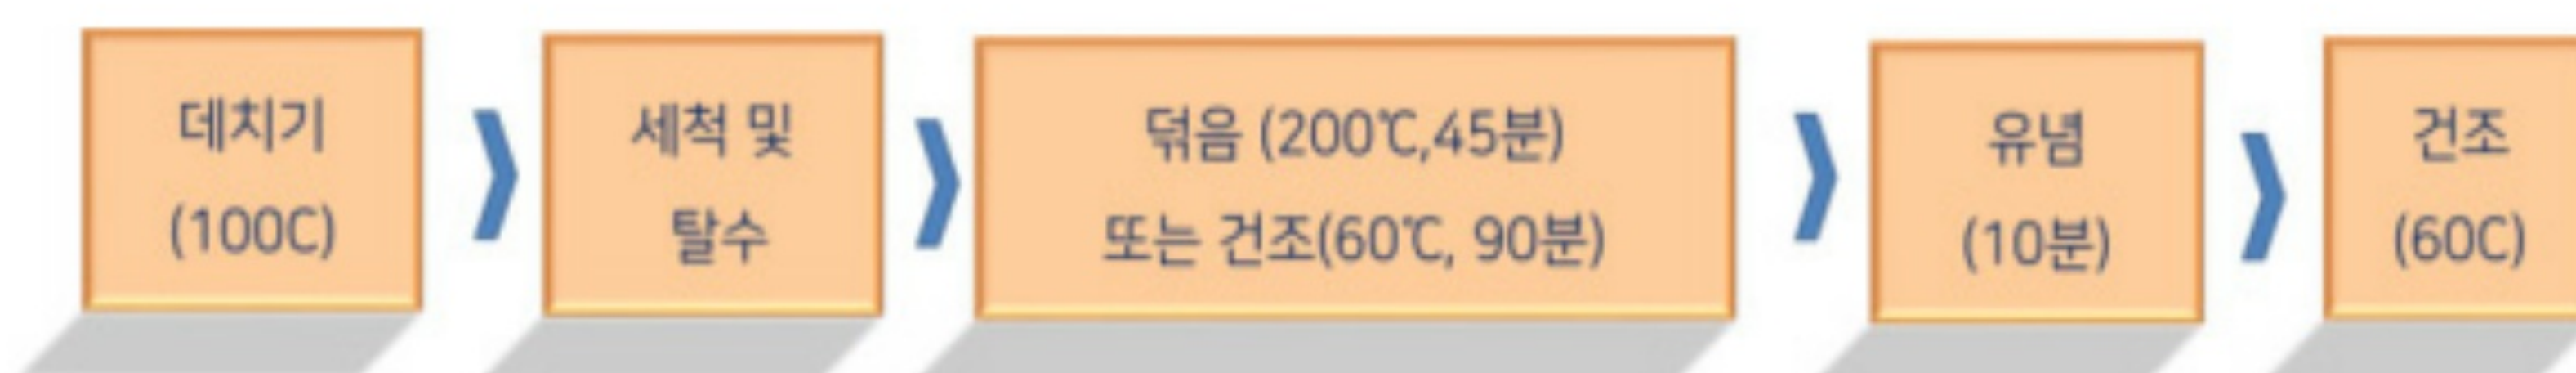 데치기
(100C)
세척 및
탈수
덖음 (200℃,45분)
또는 건조(60℃, 90분)
유념
(10분)
건조
(60C)